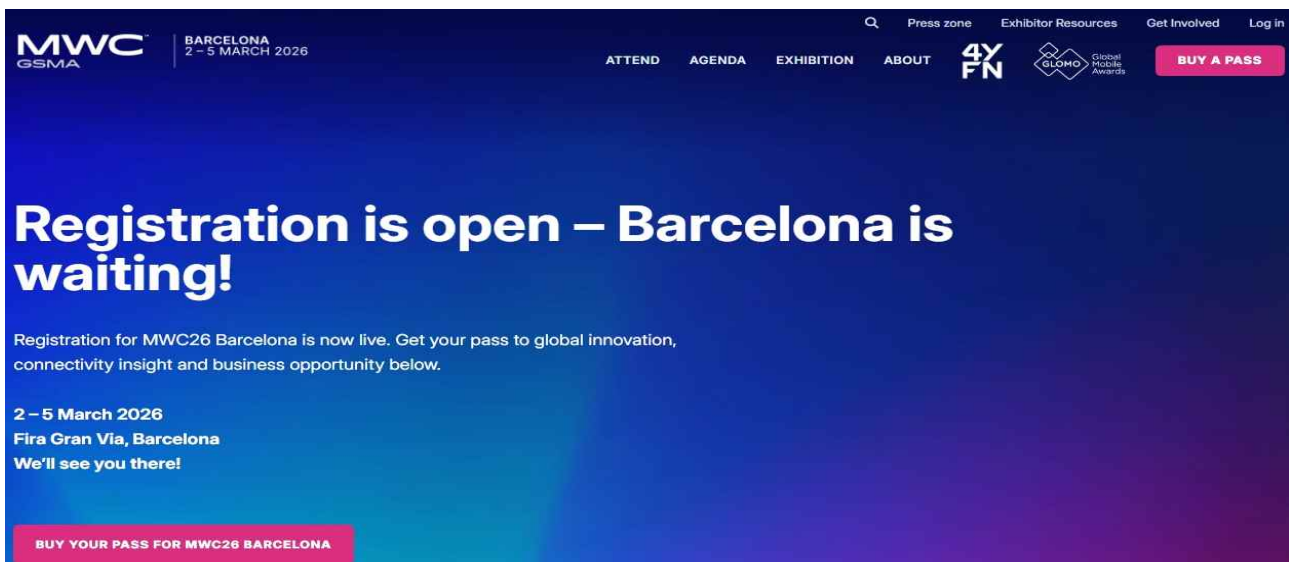 Press zone Exhibitor Resources Get Involved Log in
MWC™
GSMA
BARCELONA
2 – 5 MARCH 2026
ATTEND AGENDA EXHIBITION ABOUT
4Y
FN
GLOMO
Global
Mobile
Awards
BUY A PASS
Registration is open – Barcelona is
waiting!
Registration for MWC26 Barcelona is now live. Get your pass to global innovation,
connectivity insight and business opportunity below.
2 – 5 March 2026
Fira Gran Via, Barcelona
We'll see you there!
BUY YOUR PASS FOR MWC26 BARCELONA